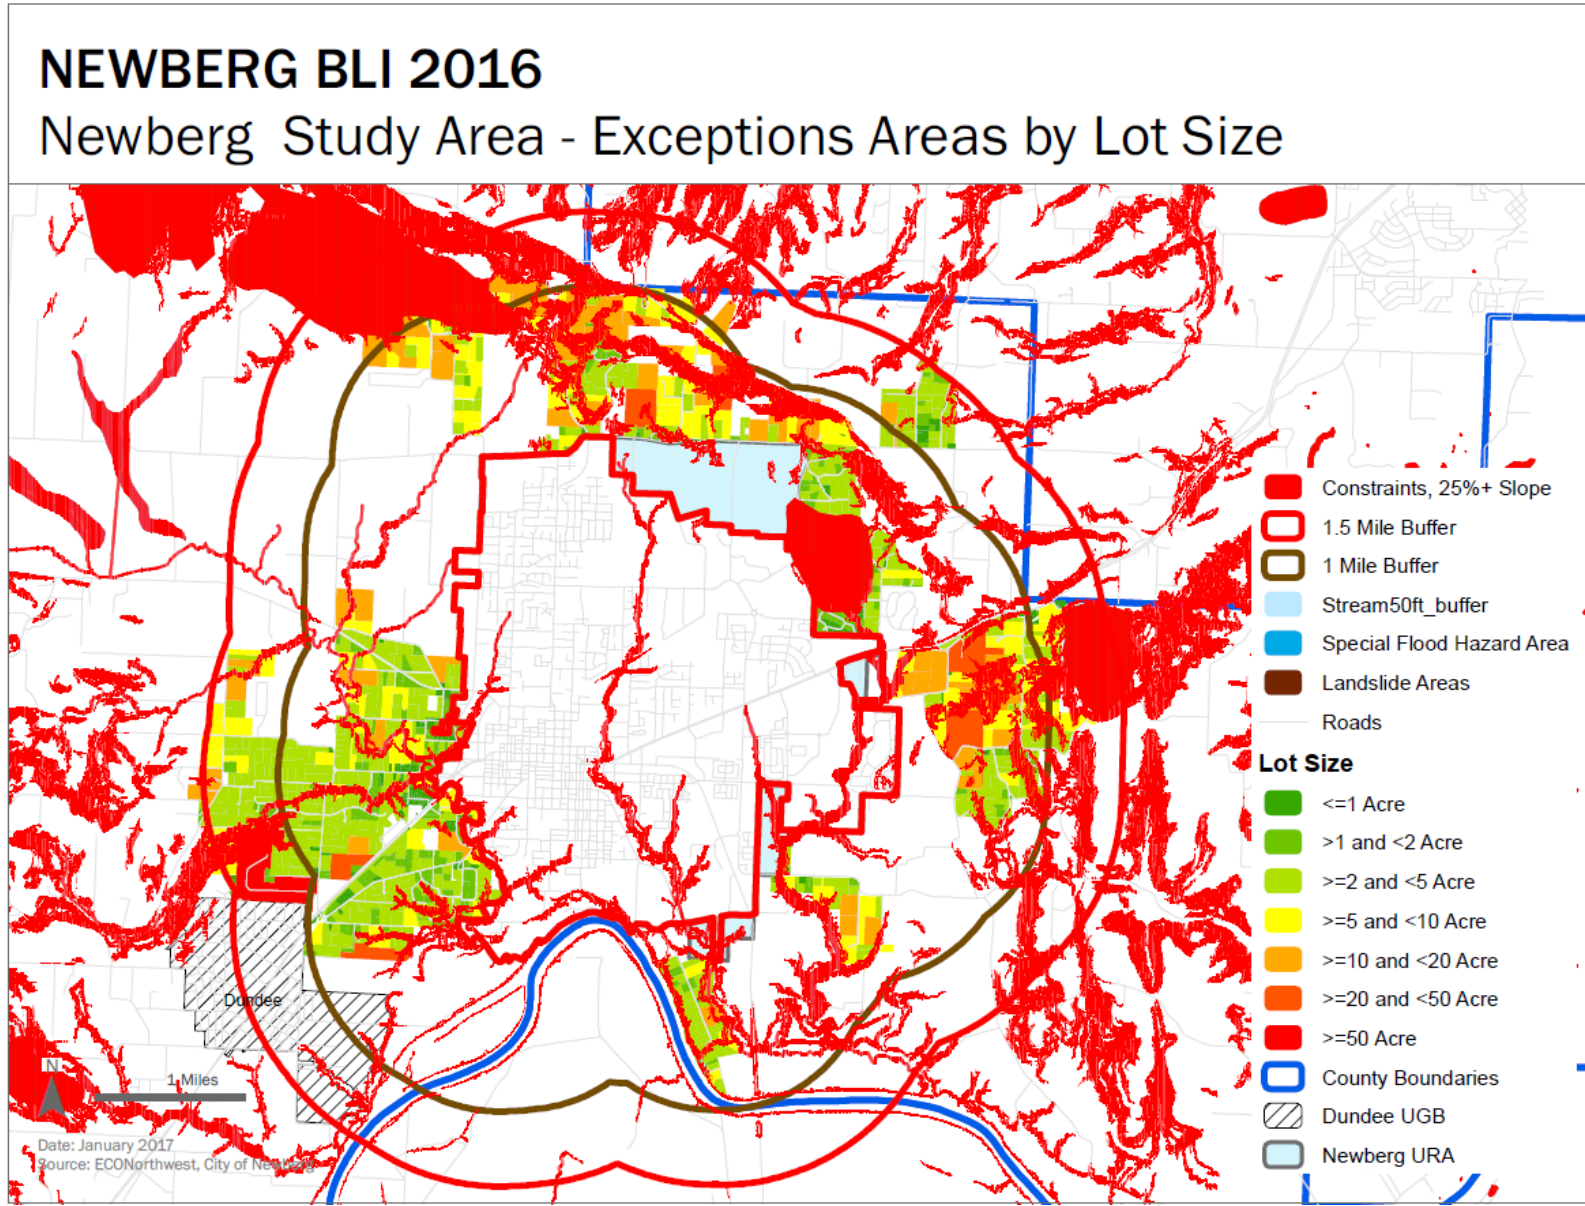 NEWBERG BLI 2016
Newberg Study Area - Exceptions Areas by Lot Size
Constraints, 25%+ Slope
1.5 Mile Buffer
1 Mile Buffer
Stream50ft_buffer
Special Flood Hazard Area
Landslide Areas
Roads
Lot Size
<=1 Acre
>1 and <2 Acre
>=2 and <5 Acre
>=5 and <10 Acre
>=10 and <20 Acre
>=20 and <50 Acre
>=50 Acre
County Boundaries
Dundee UGB
Newberg URA
Dundee
N
1 Miles
Date: January 2017
Source: ECONorthwest, City of Newberg